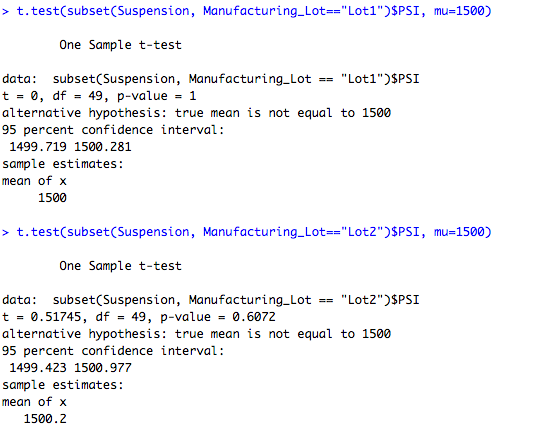 > t.test(subset(Suspension, Manufacturing_Lot=="Lot1")$PSI, mu=1500)
One Sample t-test
data:  subset(Suspension, Manufacturing_Lot == "Lot1")$PSI
t = 0, df = 49, p-value = 1
alternative hypothesis: true mean is not equal to 1500
95 percent confidence interval:
1499.719 1500.281
sample estimates:
mean of x
1500
> t.test(subset(Suspension, Manufacturing_Lot=="Lot2")$PSI, mu=1500)
One Sample t-test
data:  subset(Suspension, Manufacturing_Lot == "Lot2")$PSI
t = 0.51745, df = 49, p-value = 0.6072
alternative hypothesis: true mean is not equal to 1500
95 percent confidence interval:
1499.423 1500.977
sample estimates:
mean of x
1500.2